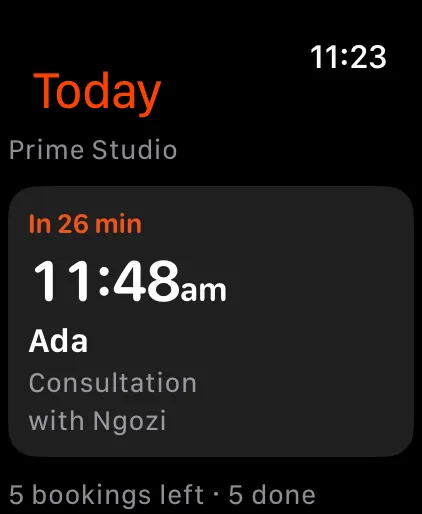 11:23
Today
Prime Studio
In 26 min
11:48am
Ada
Consultation
with Ngozi
5 bookings left · 5 done